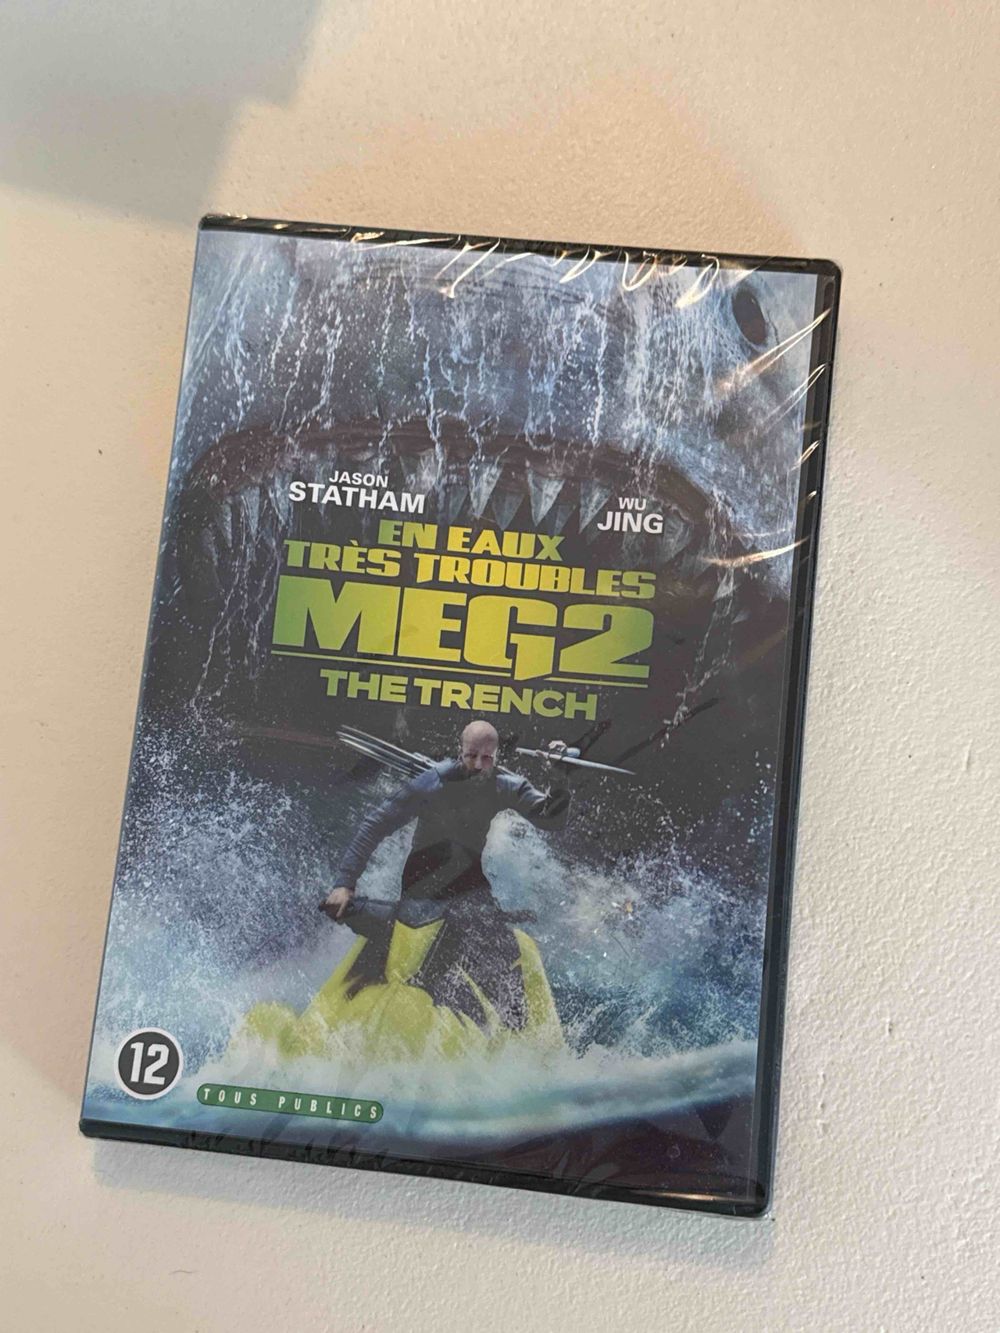 JASON
STATHAM
WU
JING
EN EAUX
TRÈS TROUBLES
MEG2
THE TRENCH
12
TOUS PUBLICS